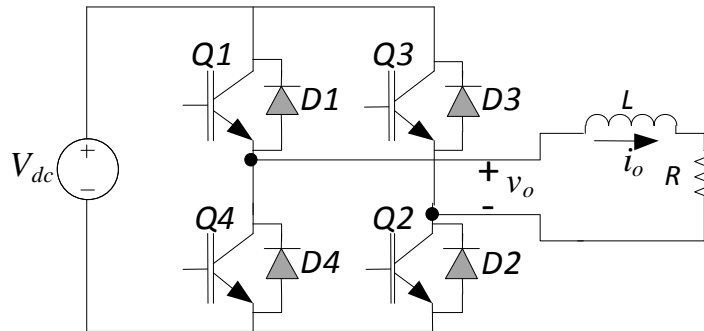 Q1
Q3
D1
D3
L
V_dc
+
−
+
v_o
-
i_o
R
Q4
Q2
D4
D2